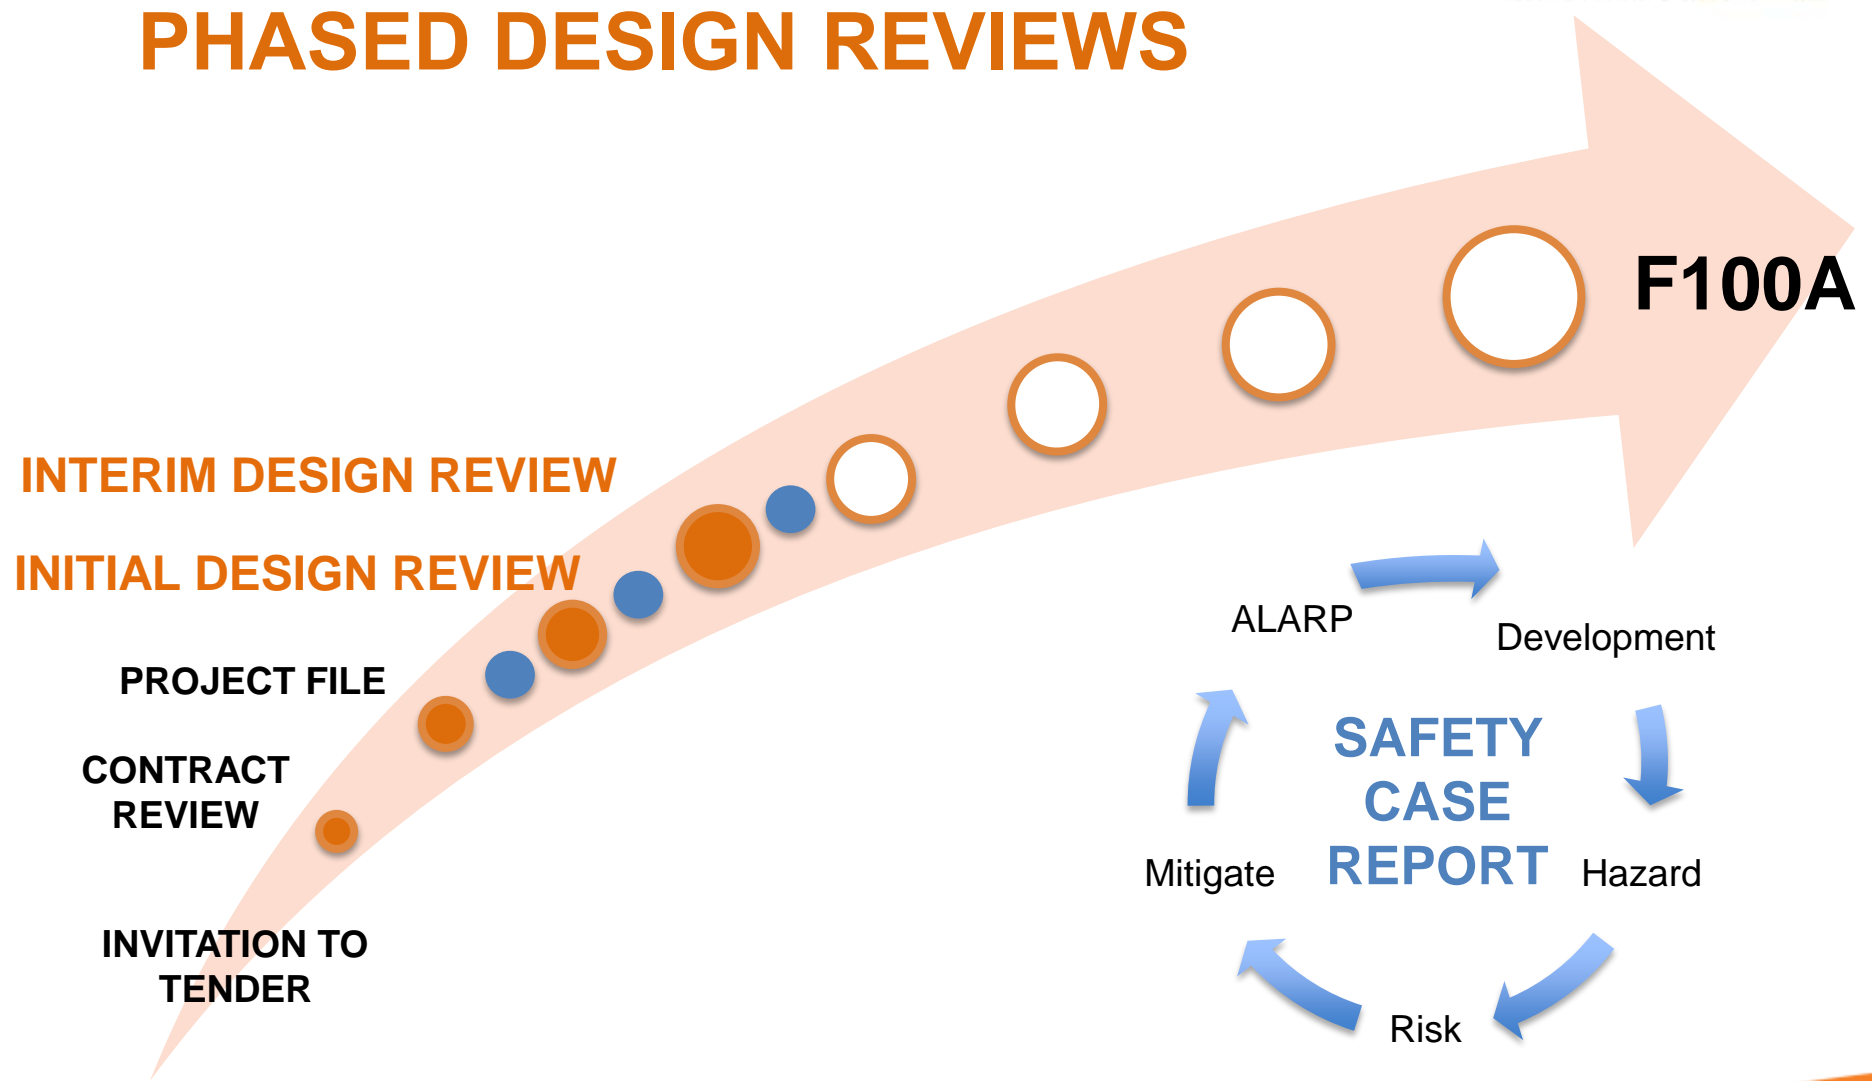 PHASED DESIGN REVIEWS
F100A
INTERIM DESIGN REVIEW
INITIAL DESIGN REVIEW
PROJECT FILE
CONTRACT
REVIEW
INVITATION TO
TENDER
ALARP
Development
SAFETY
CASE
REPORT
Mitigate
Hazard
Risk